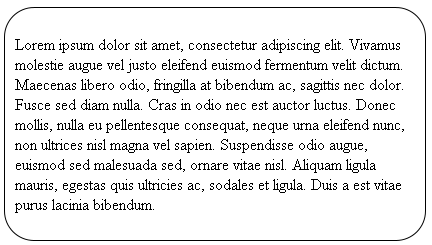 Lorem ipsum dolor sit amet, consectetur adipiscing elit. Vivamus
molestie augue vel justo eleifend euismod fermentum velit dictum.
Maecenas libero odio, fringilla at bibendum ac, sagittis nec dolor.
Fusce sed diam nulla. Cras in odio nec est auctor luctus. Donec
mollis, nulla eu pellentesque consequat, neque urna eleifend nunc,
non ultrices nisl magna vel sapien. Suspendisse odio augue,
euismod sed malesuada sed, ornare vitae nisl. Aliquam ligula
mauris, egestas quis ultricies ac, sodales et ligula. Duis a est vitae
purus lacinia bibendum.